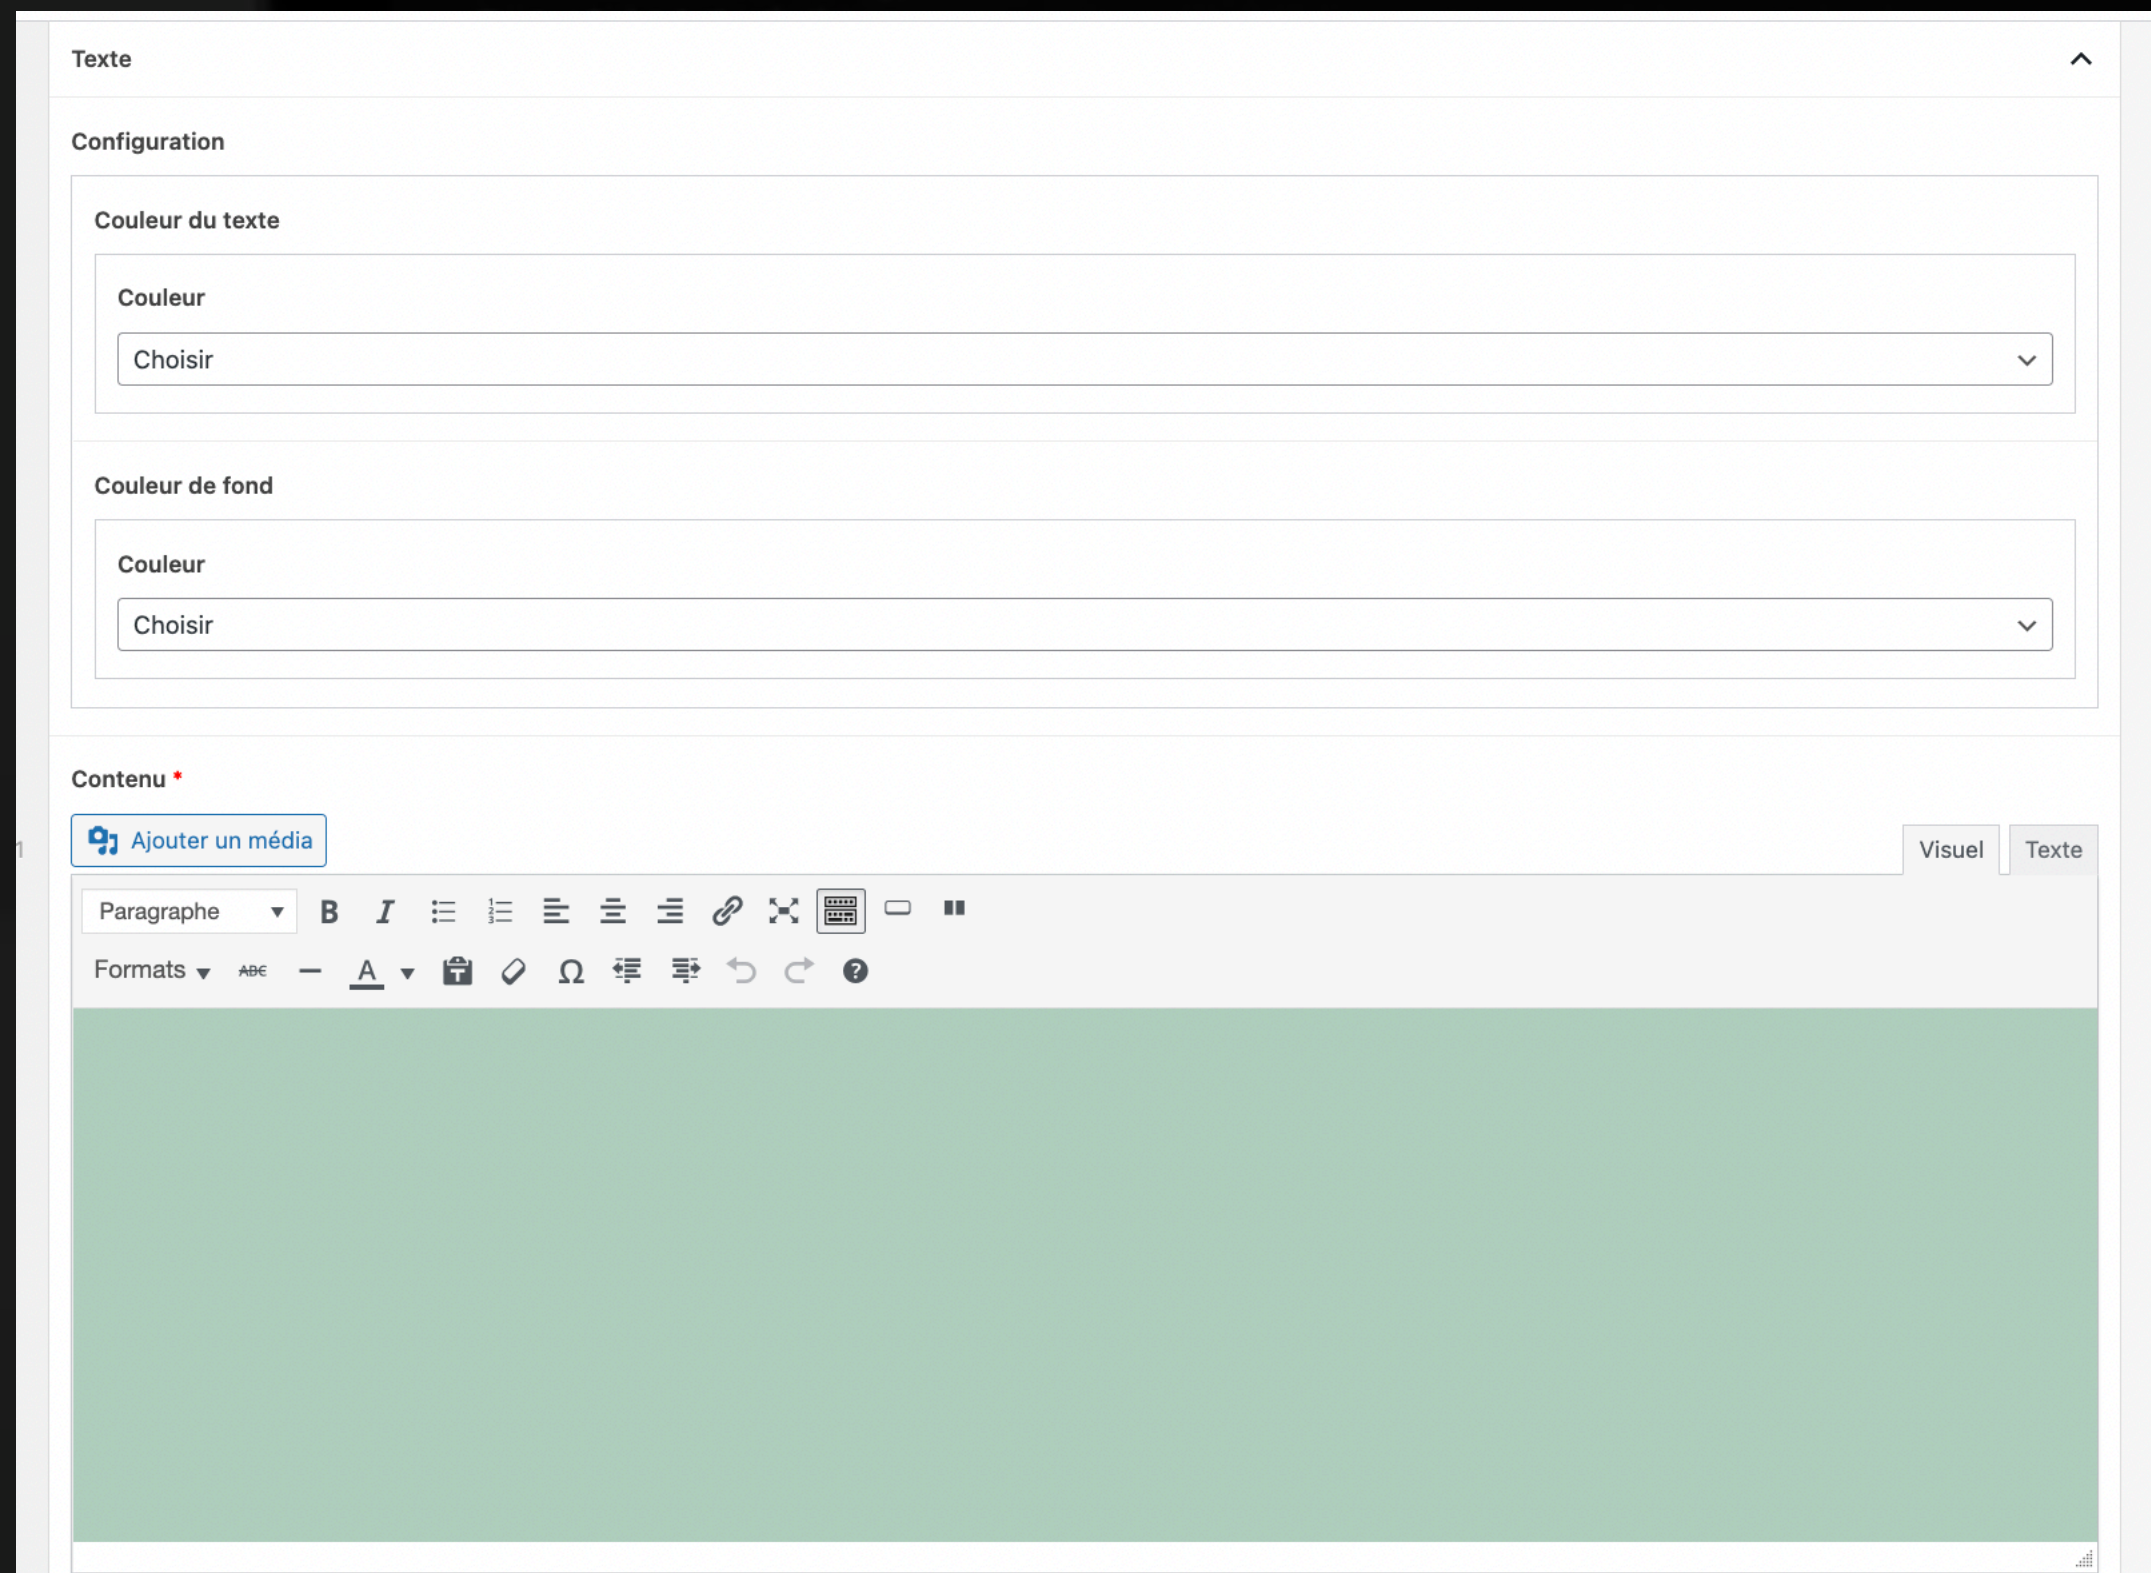 Texte
Configuration
Couleur du texte
Couleur
Choisir
Couleur de fond
Couleur
Choisir
Contenu *
1
Ajouter un média
Visuel Texte
Paragraphe B I
Formats ABC A Ω ?